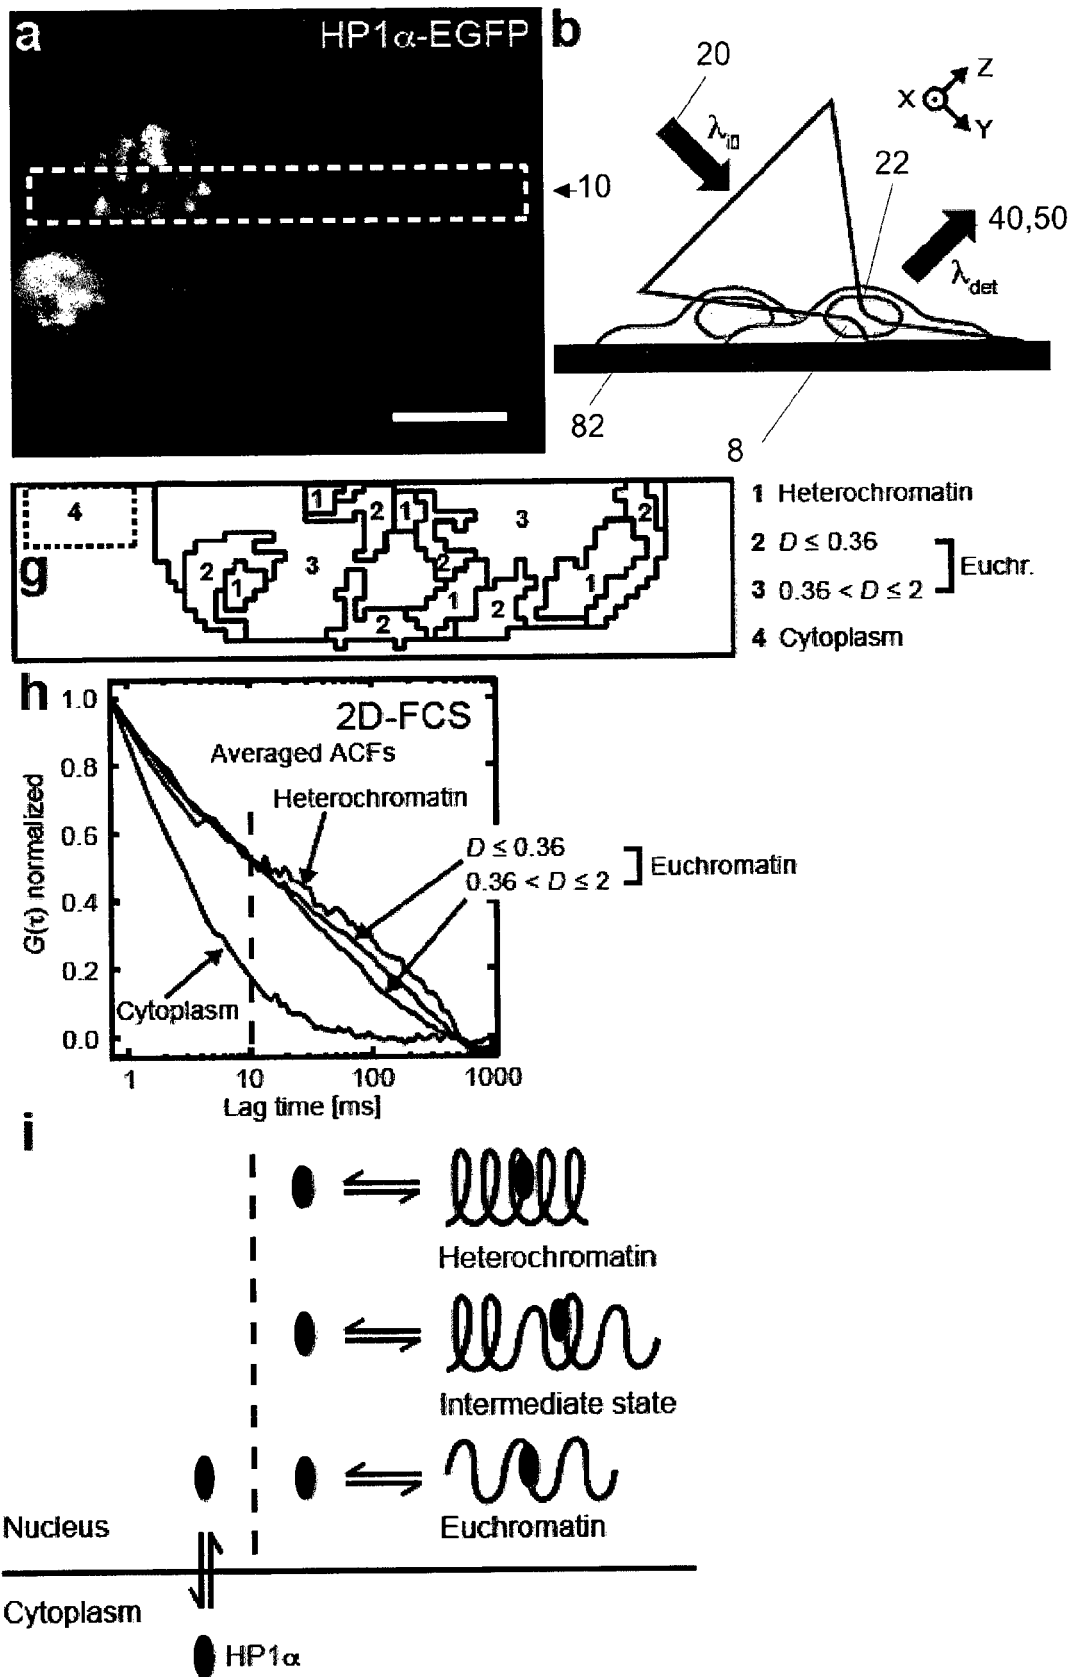 a
HP1α-EGFP
10
b
20
λ
X
Z
Y
22
40,50
λdet
82
8
g
4
2
1
3
1
2
1
2
2
1
3
2
1
2
1 Heterochromatin
2 D ≤ 0.36
3 0.36 < D ≤ 2
Euchr.
4 Cytoplasm
h
2D-FCS
Averaged ACFs
Heterochromatin
D ≤ 0.36
0.36 < D ≤ 2
Euchromatin
Cytoplasm
G(τ) normalized
1.0
0.8
0.6
0.4
0.2
0.0
1
10
100
1000
Lag time [ms]
i
Heterochromatin
Intermediate state
Euchromatin
Nucleus
Cytoplasm
HP1α